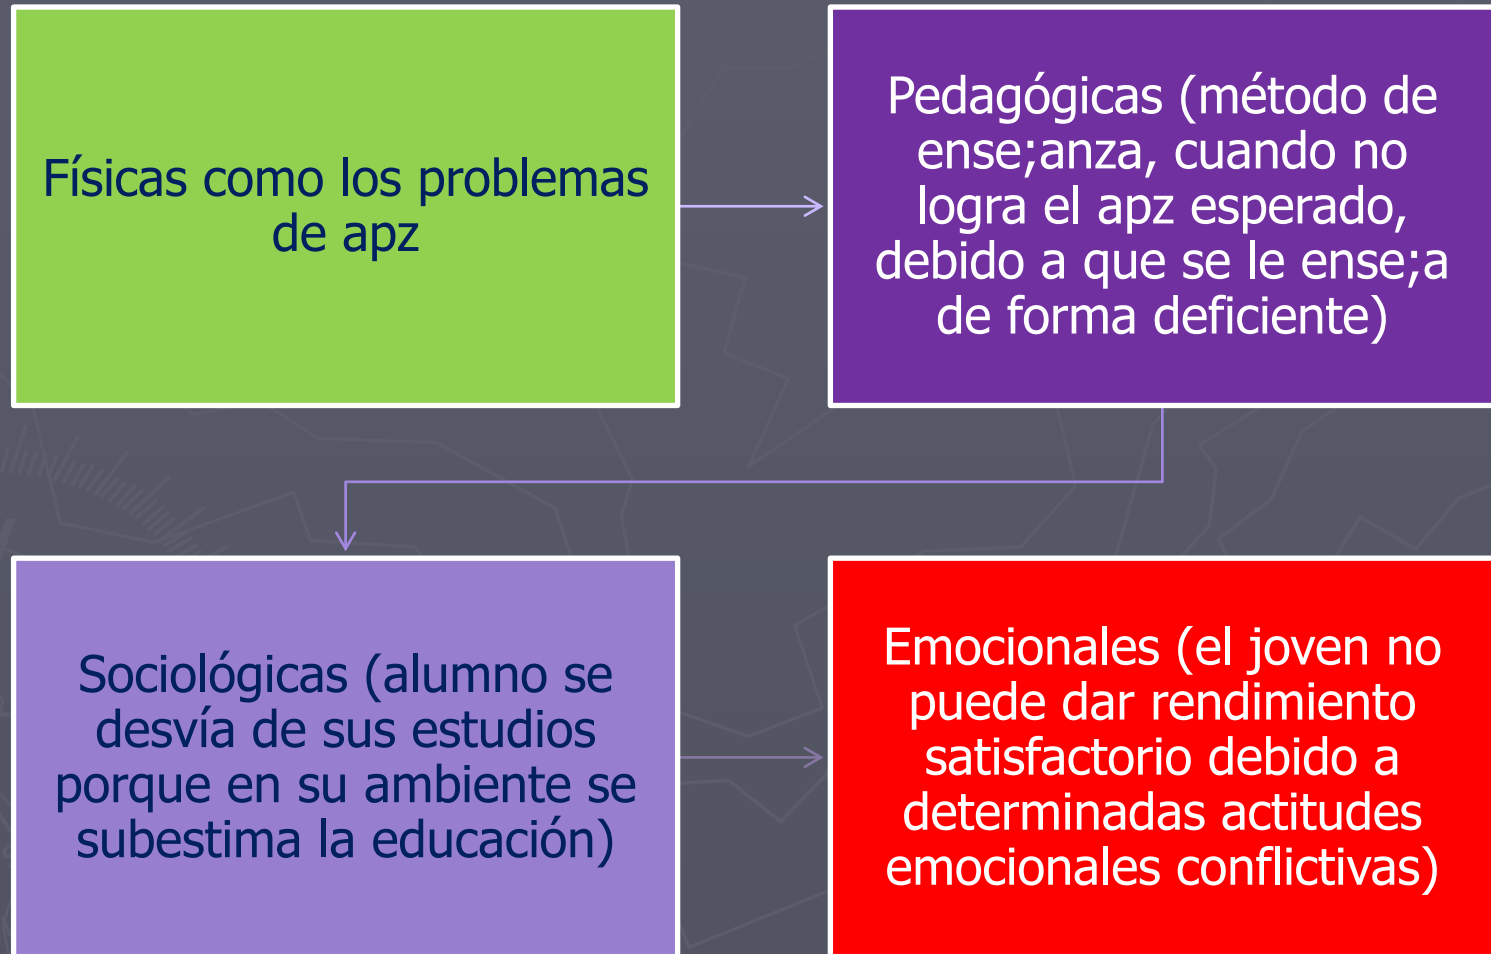 Físicas como los problemas
de apz
Pedagógicas (método de
ense;anza, cuando no
logra el apz esperado,
debido a que se le ense;a
de forma deficiente)
Sociológicas (alumno se
desvía de sus estudios
porque en su ambiente se
subestima la educación)
Emocionales (el joven no
puede dar rendimiento
satisfactorio debido a
determinadas actitudes
emocionales conflictivas)